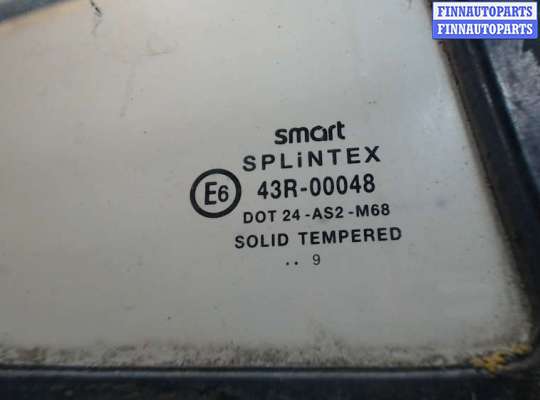 FINNAUTOPARTS
FINNAUTOPARTS
smart
SPLiNTEX
E6 43R-00048
DOT 24-AS2-M68
SOLID TEMPERED
.. 9